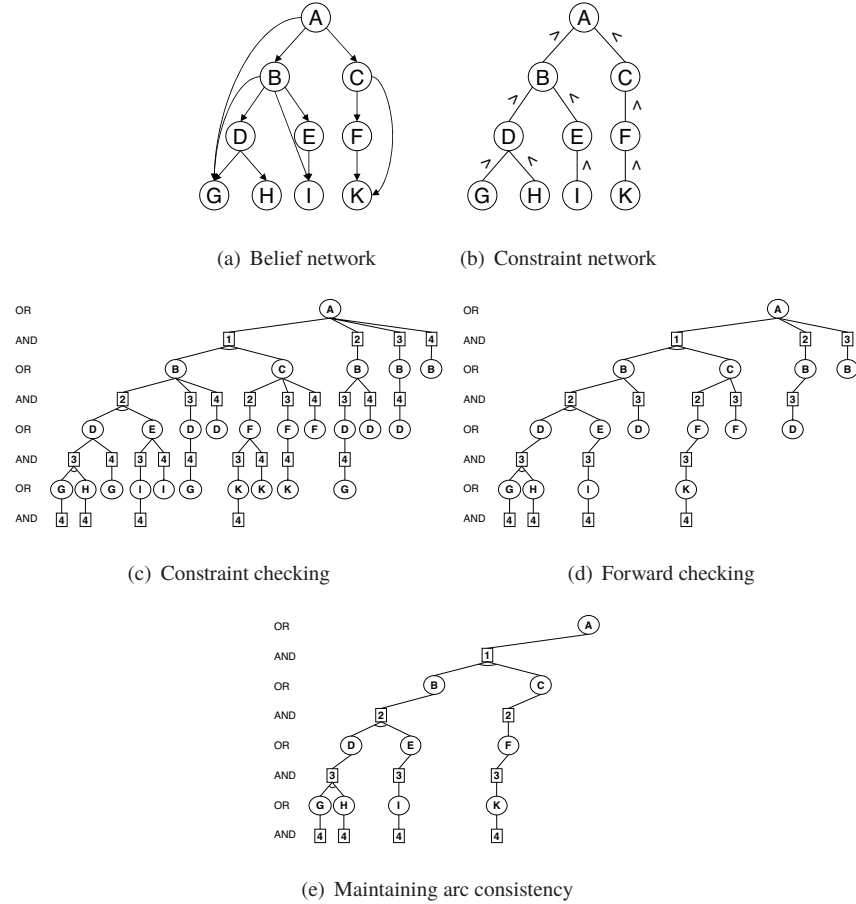 A A
< <
B C B C
< < <
D E F D E F
< < < <
G H I K G H I K
(a) Belief network (b) Constraint network
OR A OR A
AND 1 2 3 4 AND 1 2 3
OR B C B B B OR B C B B
AND 2 3 4 2 3 4 3 4 4 AND 2 3 2 3 3
OR D E D D F F F D D D OR D E D F F D
AND 3 4 3 4 4 3 4 4 4 AND 3 3 3
OR G H G I I G K K K G OR G H I K
AND 4 4 4 4 AND 4 4 4 4
(c) Constraint checking (d) Forward checking
OR A
AND 1
OR B C
AND 2 2
OR D E F
AND 3 3 3
OR G H I K
AND 4 4 4 4
(e) Maintaining arc consistency